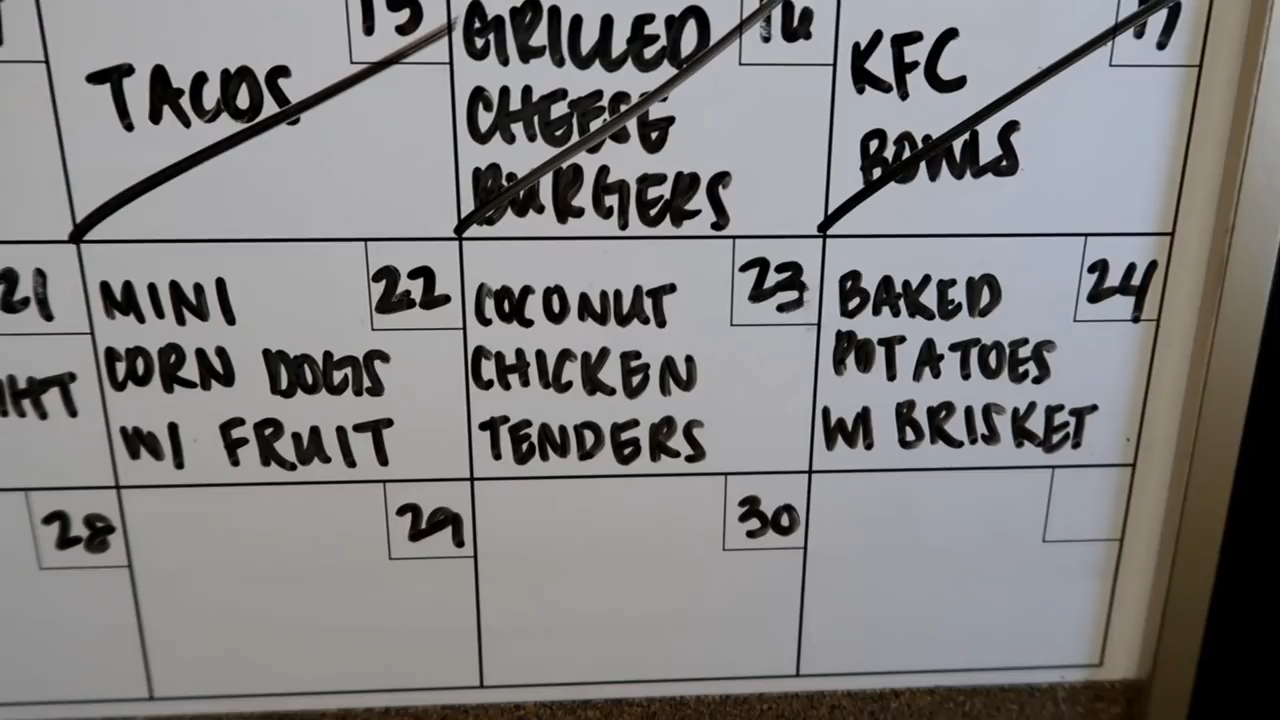 15
TACOS
16
GRILLED
CHEESE
BURGERS
17
KFC
BOWLS
21
22
MINI
CORN DOGS
W/ FRUIT
23
COCONUT
CHICKEN
TENDERS
24
BAKED
POTATOES
W/ BRISKET
28
29
30